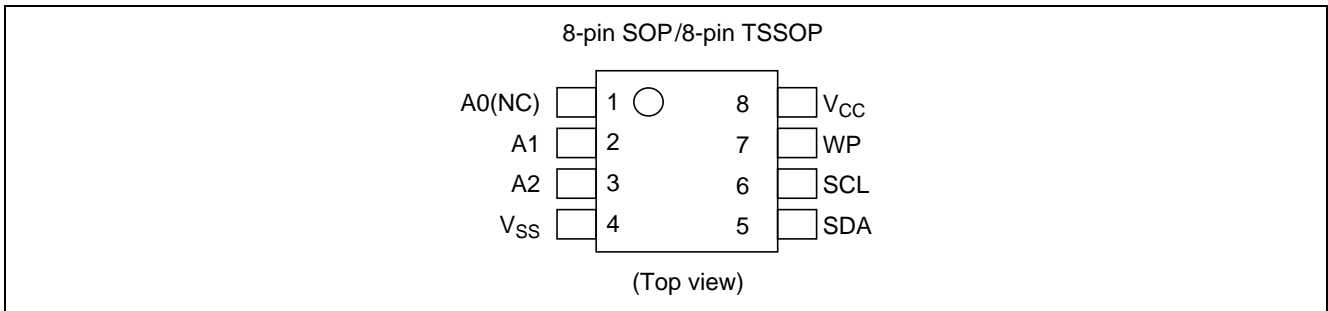 8-pin SOP/8-pin TSSOP
A0(NC) 1 8 VCC
A1 2 7 WP
A2 3 6 SCL
VSS 4 5 SDA
(Top view)